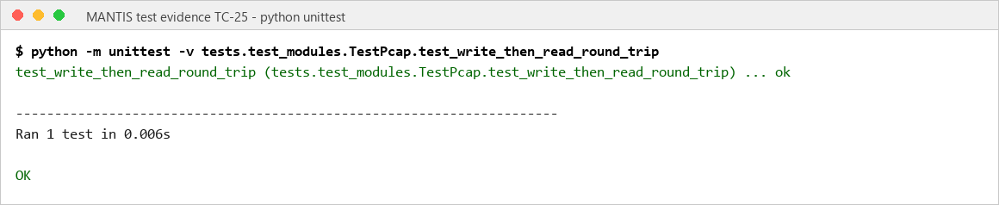 MANTIS test evidence TC-25 - python unittest
$ python -m unittest -v tests.test_modules.TestPcap.test_write_then_read_round_trip
test_write_then_read_round_trip (tests.test_modules.TestPcap.test_write_then_read_round_trip) ... ok
----------------------------------------------------------------------
Ran 1 test in 0.006s
OK